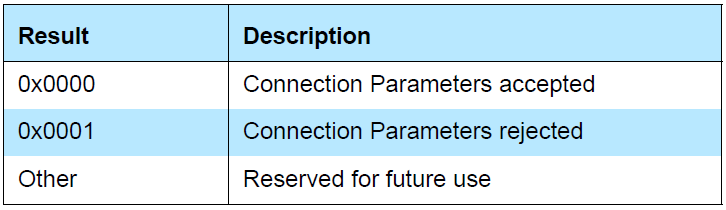 Result Description
0x0000 Connection Parameters accepted
0x0001 Connection Parameters rejected
Other Reserved for future use